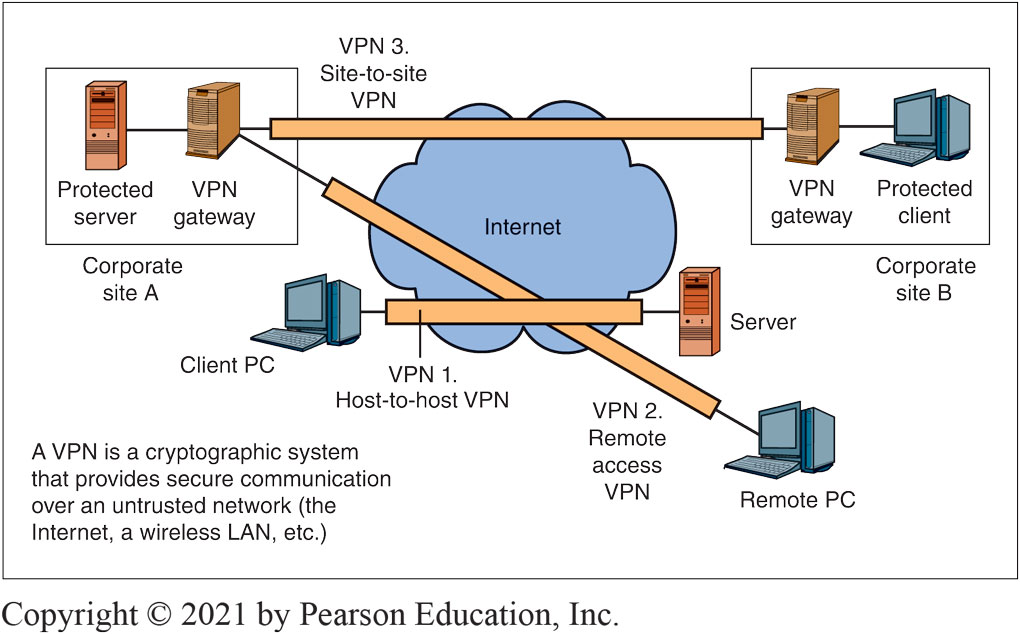 VPN 3.
Site-to-site
VPN
Protected
server
VPN
gateway
Corporate
site A
Internet
VPN
gateway
Protected
client
Corporate
site B
Client PC
Server
VPN 1.
Host-to-host VPN
VPN 2.
Remote
access
VPN
Remote PC
A VPN is a cryptographic system
that provides secure communication
over an untrusted network (the
Internet, a wireless LAN, etc.)
Copyright © 2021 by Pearson Education, Inc.